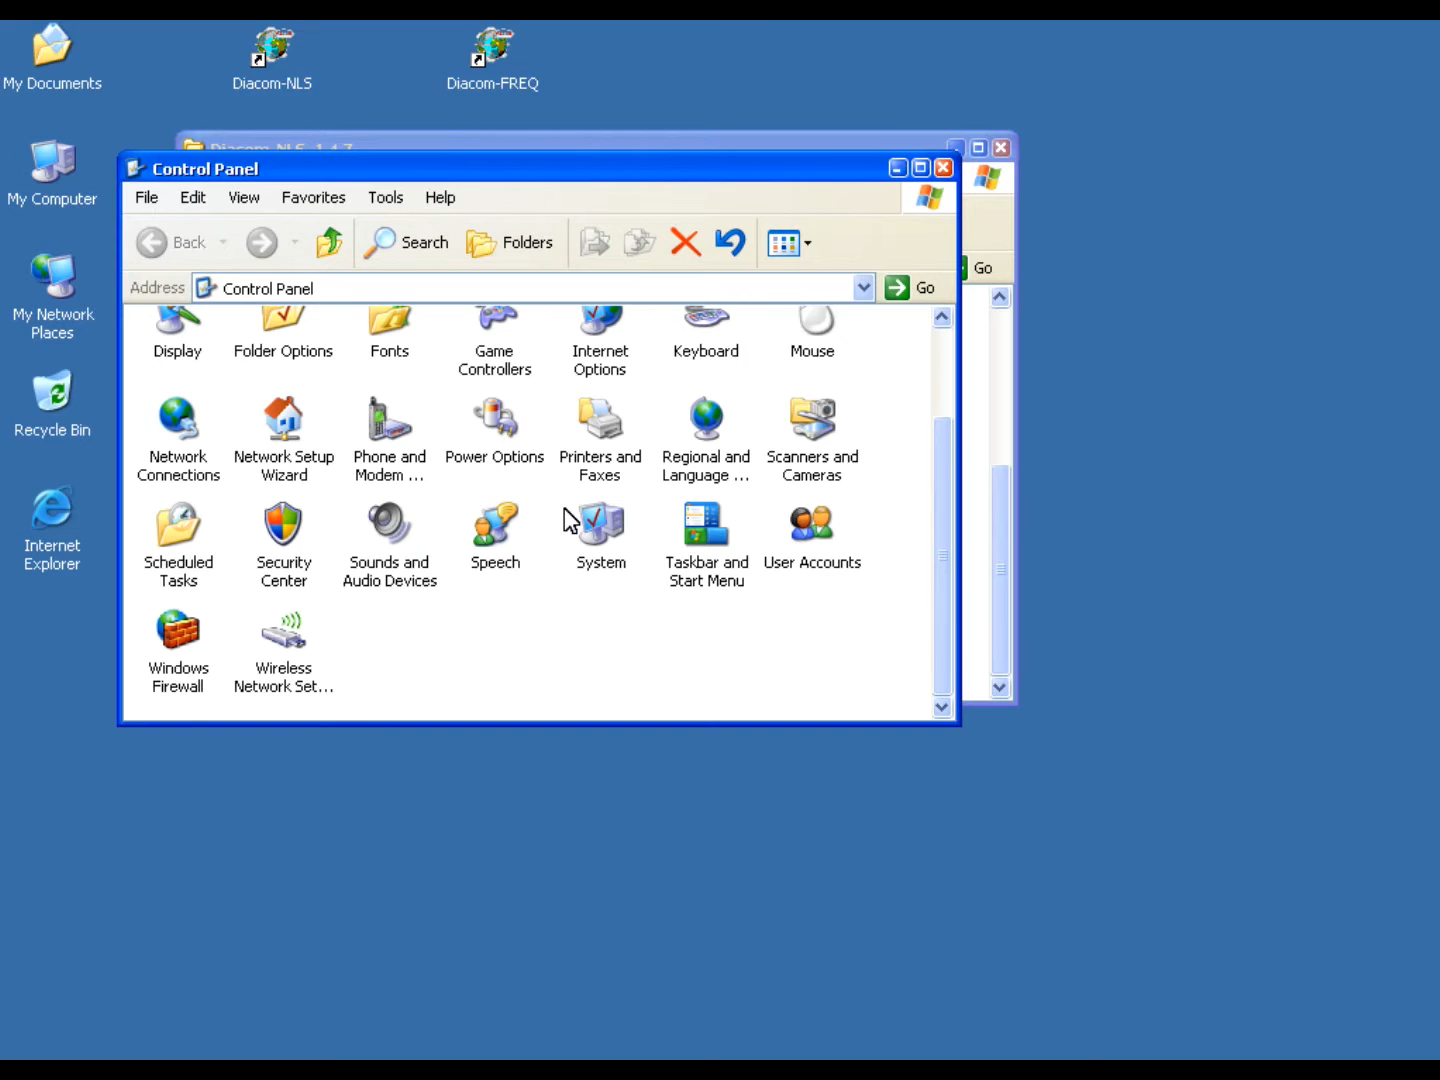 My Documents
Diacom-NLS
Diacom-FREQ
My Computer
My Network
Places
Recycle Bin
Internet
Explorer
Diacom-NLS_1.4.7
Control Panel
File Edit View Favorites Tools Help
Back Search Folders
Address Control Panel Go
Go
Display Folder Options Fonts Game
Controllers Internet
Options Keyboard Mouse
Network
Connections Network Setup
Wizard Phone and
Modem ... Power Options Printers and
Faxes Regional and
Language ... Scanners and
Cameras
Scheduled
Tasks Security
Center Sounds and
Audio Devices Speech System Taskbar and
Start Menu User Accounts
Windows
Firewall Wireless
Network Set...